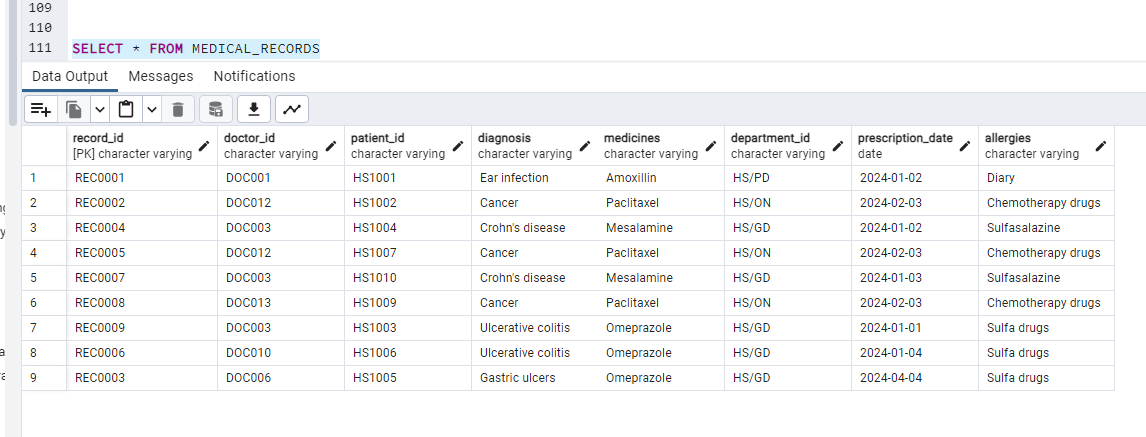 109
110
111 SELECT * FROM MEDICAL_RECORDS
Data Output Messages Notifications
record_id doctor_id patient_id diagnosis medicines department_id prescription_date allergies
[PK] character varying character varying character varying character varying character varying character varying date character varying
1 REC0001 DOC001 HS1001 Ear infection Amoxillin HS/PD 2024-01-02 Diary
2 REC0002 DOC012 HS1002 Cancer Paclitaxel HS/ON 2024-02-03 Chemotherapy drugs
3 REC0004 DOC003 HS1004 Crohn's disease Mesalamine HS/GD 2024-01-02 Sulfasalazine
4 REC0005 DOC012 HS1007 Cancer Paclitaxel HS/ON 2024-02-03 Chemotherapy drugs
5 REC0007 DOC003 HS1010 Crohn's disease Mesalamine HS/GD 2024-01-03 Sulfasalazine
6 REC0008 DOC013 HS1009 Cancer Paclitaxel HS/ON 2024-02-03 Chemotherapy drugs
7 REC0009 DOC003 HS1003 Ulcerative colitis Omeprazole HS/GD 2024-01-01 Sulfa drugs
8 REC0006 DOC010 HS1006 Ulcerative colitis Omeprazole HS/GD 2024-01-04 Sulfa drugs
9 REC0003 DOC006 HS1005 Gastric ulcers Omeprazole HS/GD 2024-04-04 Sulfa drugs